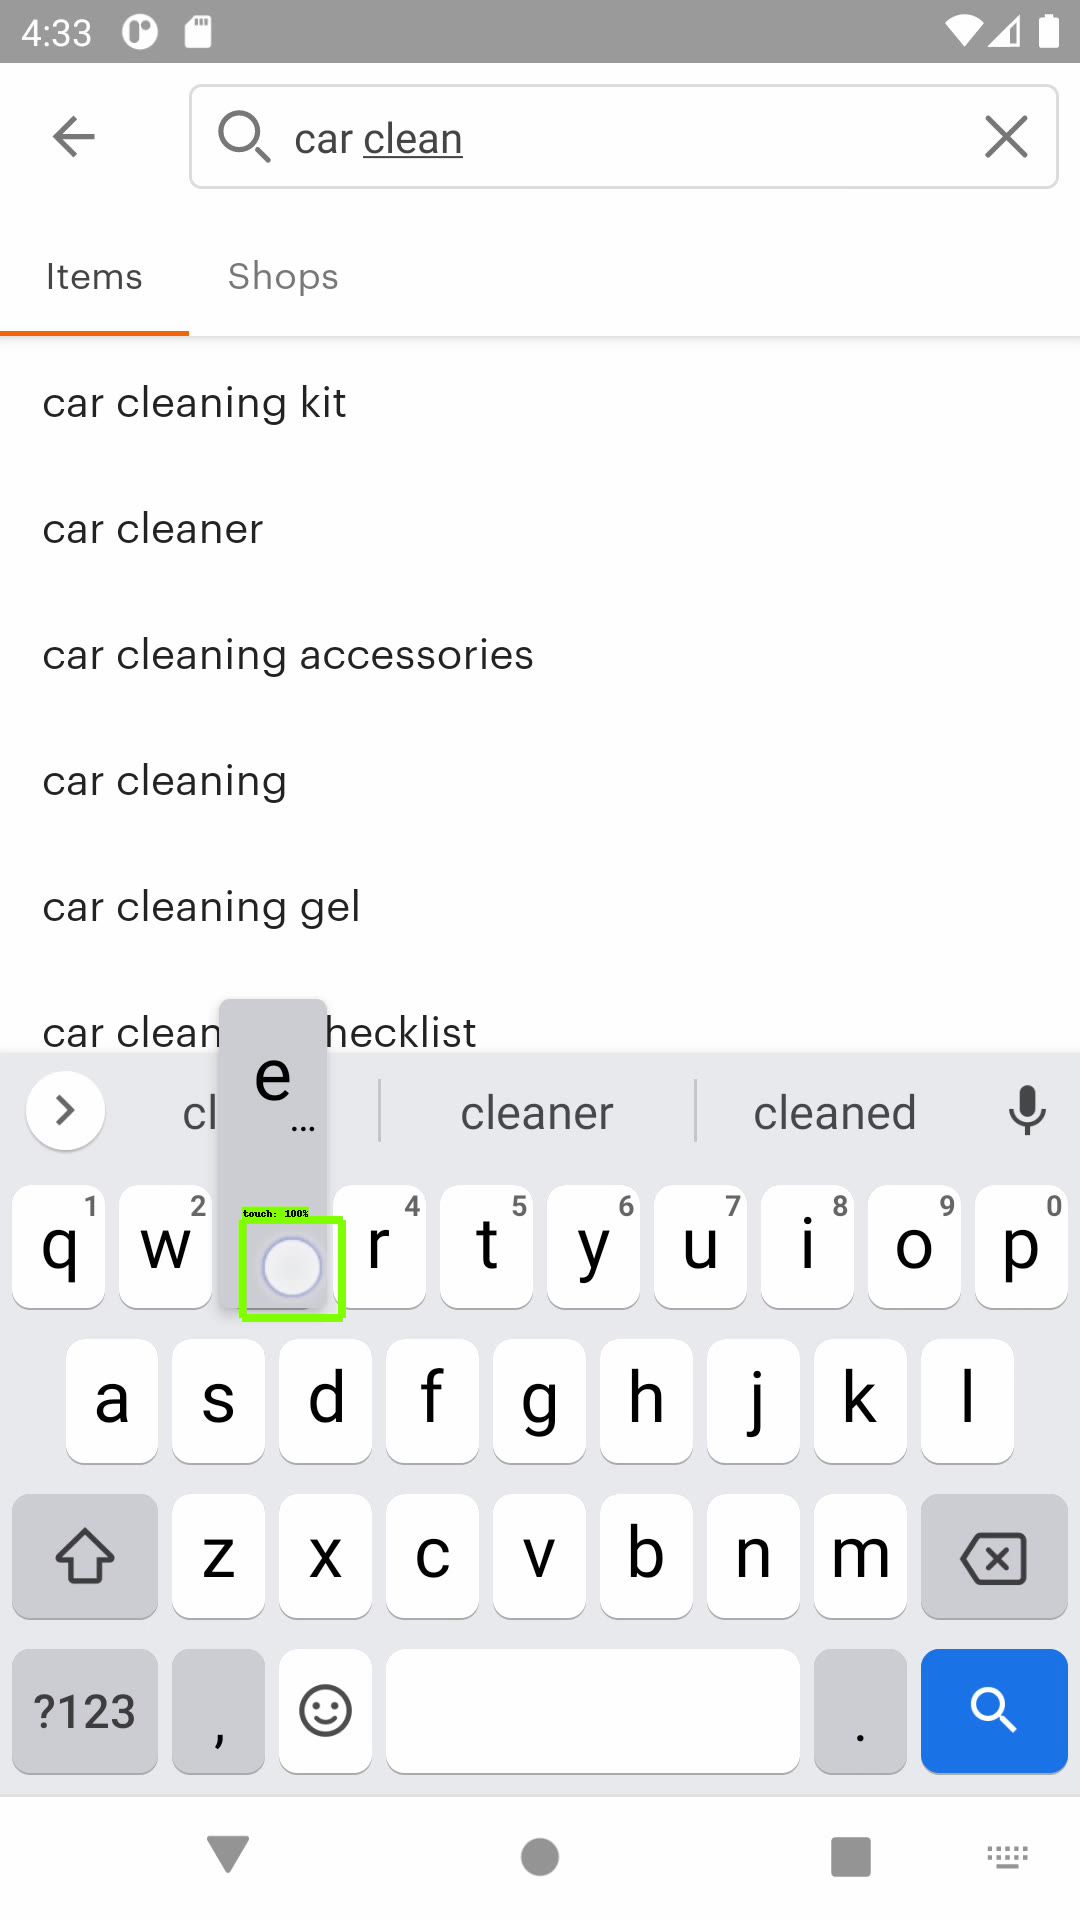 4:33
car clean
Items Shops
car cleaning kit
car cleaner
car cleaning accessories
car cleaning
car cleaning gel
car clean hecklist
e
...
cl cleaner cleaned
touch: 100%
1 2 4 5 6 7 8 9 0
q w r t y u i o p
a s d f g h j k l
z x c v b n m
?123 , .